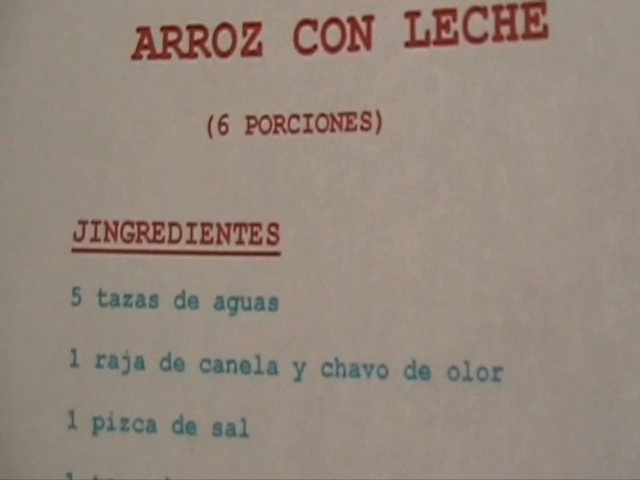 ARROZ CON LECHE
(6 PORCIONES)
JINGREDIENTES
5 tazas de aguas
1 raja de canela y chavo de olor
1 pizca de sal